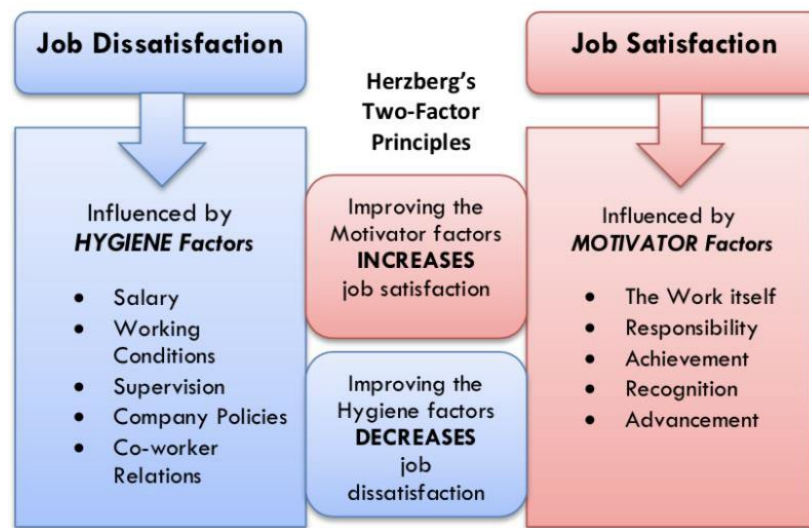 Job Dissatisfaction
Influenced by
HYGIENE Factors
• Salary
• Working
Conditions
• Supervision
• Company Policies
• Co-worker
Relations
Herzberg's
Two-Factor
Principles
Improving the
Motivator factors
INCREASES
job satisfaction
Improving the
Hygiene factors
DECREASES
job
dissatisfaction
Job Satisfaction
Influenced by
MOTIVATOR Factors
• The Work itself
• Responsibility
• Achievement
• Recognition
• Advancement